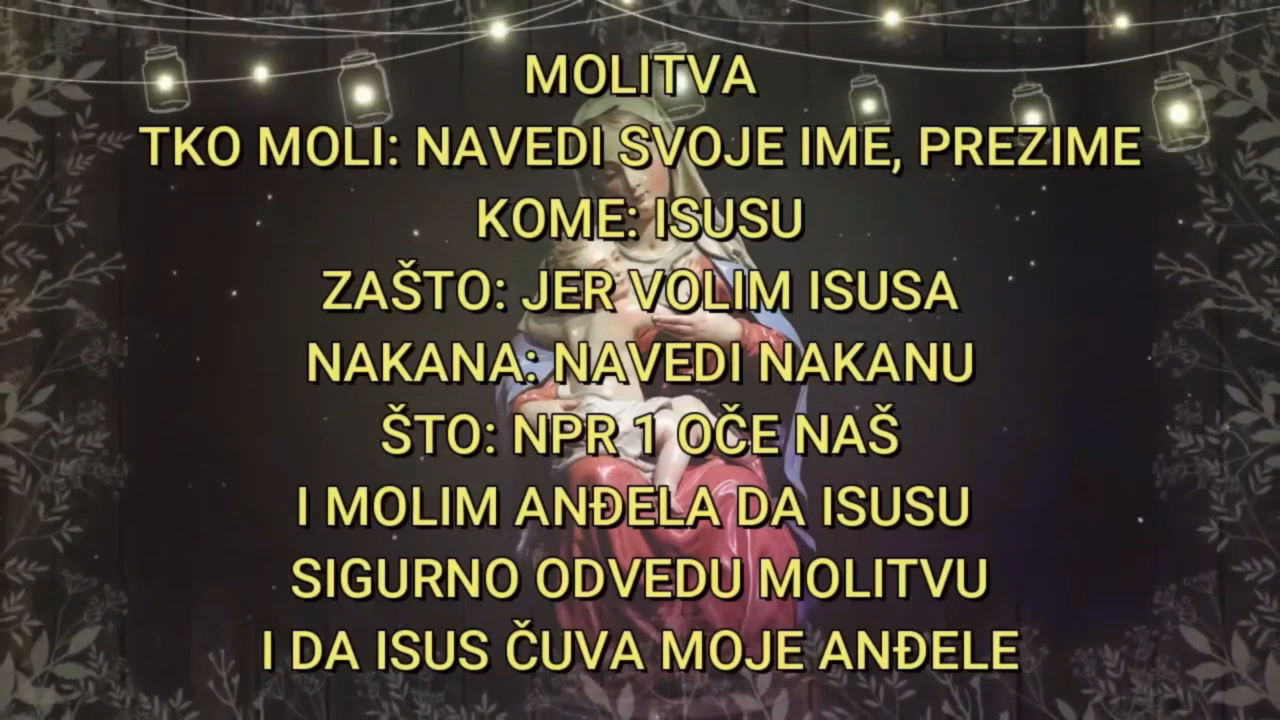 MOLITVA
TKO MOLI: NAVEDI SVOJE IME, PREZIME
KOME: ISUSU
ZAŠTO: JER VOLIM ISUSA
NAKANA: NAVEDI NAKANU
ŠTO: NPR 1 OČE NAŠ
I MOLIM ANĐELA DA ISUSU
SIGURNO ODVEDU MOLITVU
I DA ISUS ČUVA MOJE ANĐELE